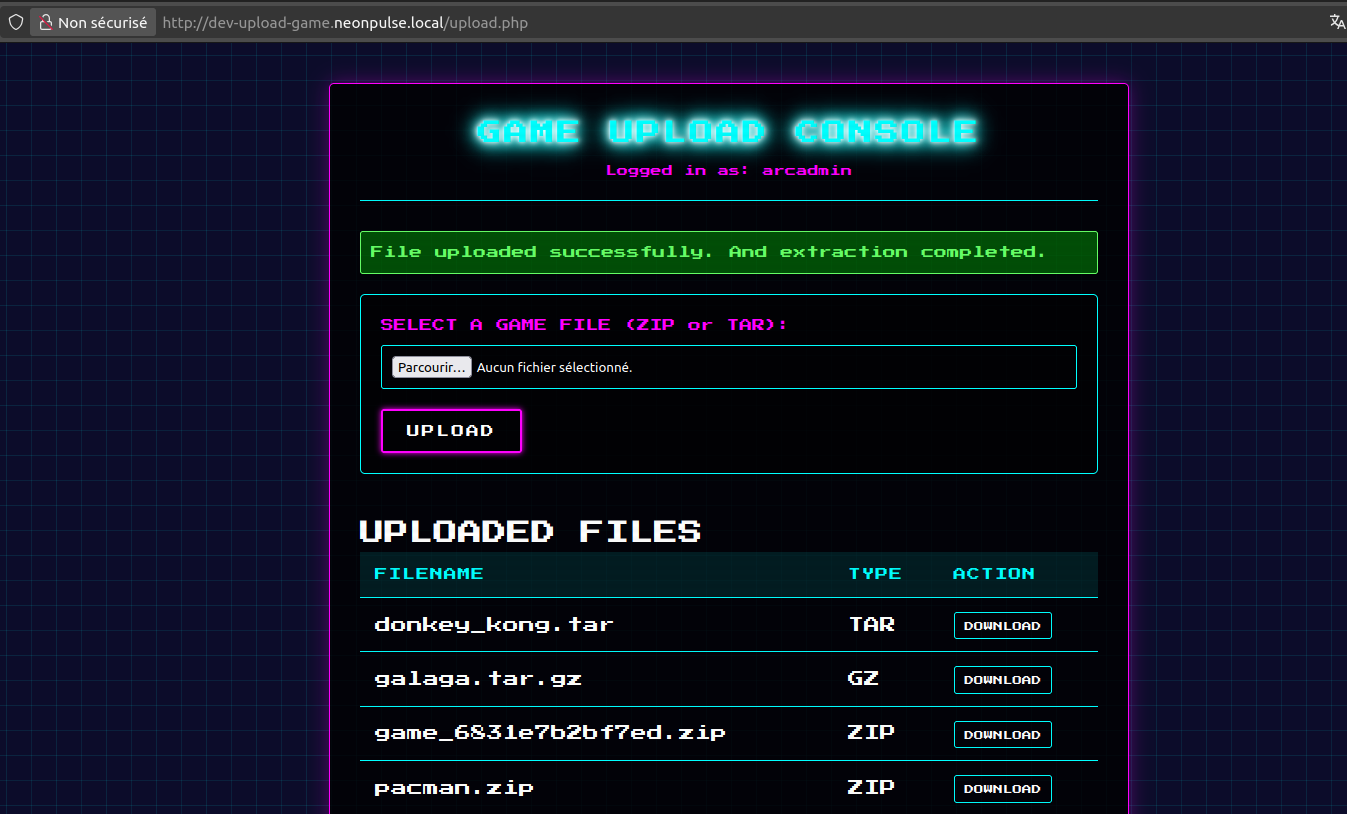 Non sécurisé http://dev-upload-game.neonpulse.local/upload.php
GAME UPLOAD CONSOLE
Logged in as: arcadmin
File uploaded successfully. And extraction completed.
SELECT A GAME FILE (ZIP or TAR):
Parcourir... Aucun fichier sélectionné.
UPLOAD
UPLOADED FILES
FILENAME TYPE ACTION
donkey_kong.tar TAR DOWNLOAD
galaga.tar.gz GZ DOWNLOAD
game_6831e7b2bf7ed.zip ZIP DOWNLOAD
pacman.zip ZIP DOWNLOAD